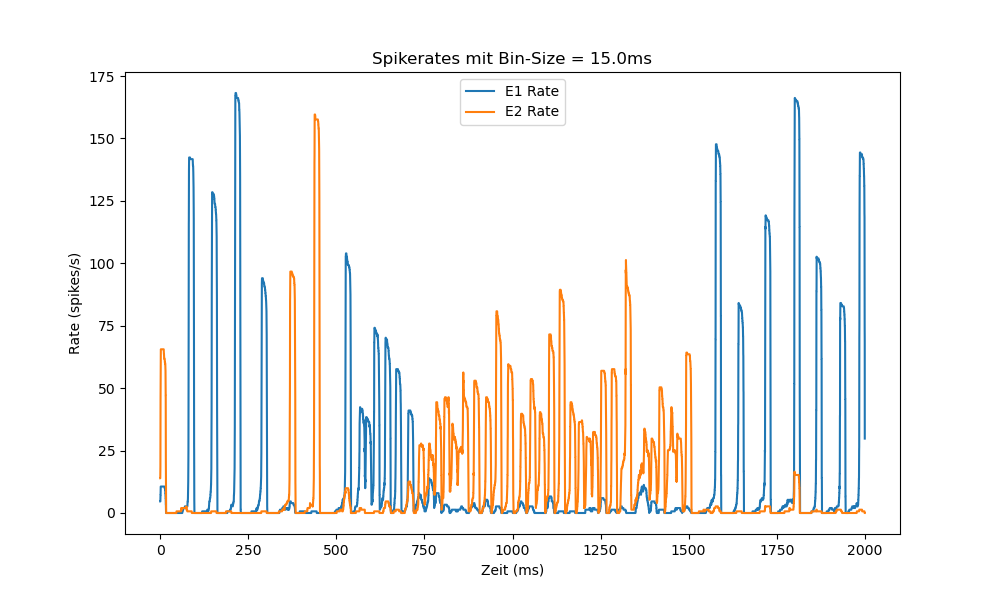 Spikerates mit Bin-Size = 15.0ms
E1 Rate
E2 Rate
Rate (spikes/s)
175
150
125
100
75
50
25
0
0 250 500 750 1000 1250 1500 1750 2000
Zeit (ms)